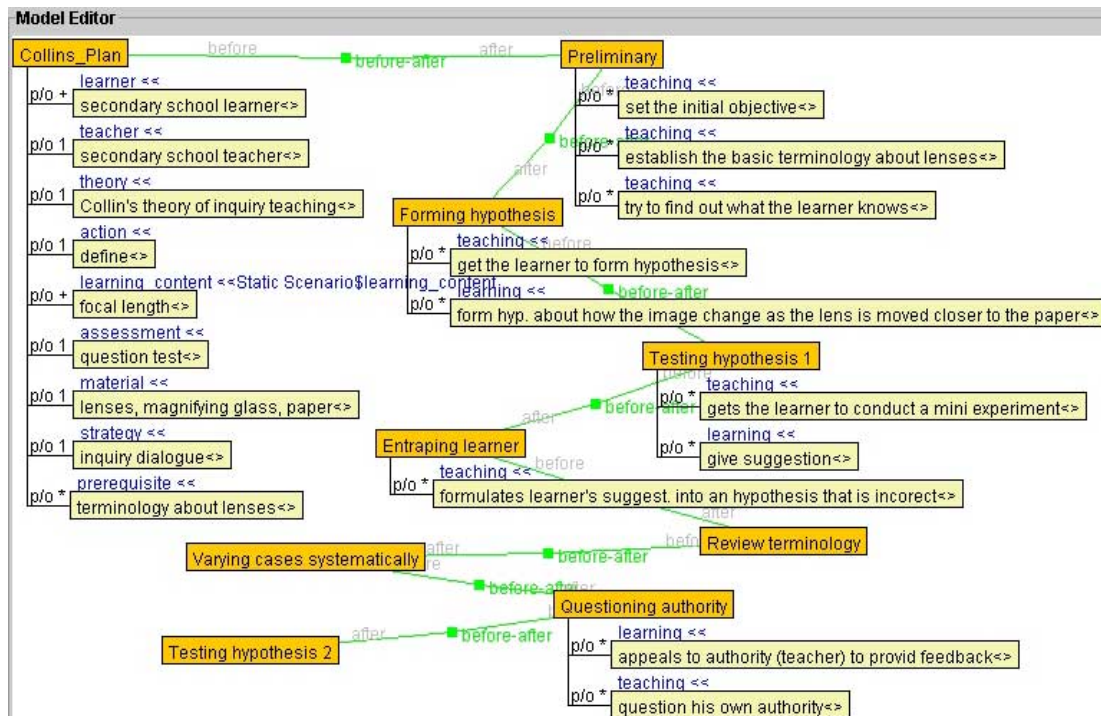 Model Editor
Collins_Plan
before
before-after
after
Preliminary
p/o +
learner <<
secondary school learner<>
p/o 1
teacher <<
secondary school teacher<>
p/o 1
theory <<
Collin's theory of inquiry teaching<>
p/o 1
action <<
define<>
p/o +
learning_content <<Static Scenario$learning_content
focal length<>
p/o 1
assessment <<
question test<>
p/o 1
material <<
lenses, magnifying glass, paper<>
p/o 1
strategy <<
inquiry dialogue<>
p/o *
prerequisite <<
terminology about lenses<>
p/o *
teaching <<
set the initial objective<>
p/o *
teaching <<
establish the basic terminology about lenses<>
p/o *
teaching <<
try to find out what the learner knows<>
before
before-after
after
Forming hypothesis
p/o *
teaching <<
get the learner to form hypothesis<>
p/o *
learning <<
form hyp. about how the image change as the lens is moved closer to the paper<>
before
before-after
after
Testing hypothesis 1
p/o *
teaching <<
gets the learner to conduct a mini experiment<>
p/o *
learning <<
give suggestion<>
before
before-after
after
Entraping learner
p/o *
teaching <<
formulates learner's suggest. into an hypothesis that is incorect<>
before
after
Review terminology
before-after
after
Varying cases systematically
before-after
after
Questioning authority
p/o *
learning <<
appeals to authority (teacher) to provid feedback<>
p/o *
teaching <<
question his own authority<>
before-after
after
Testing hypothesis 2